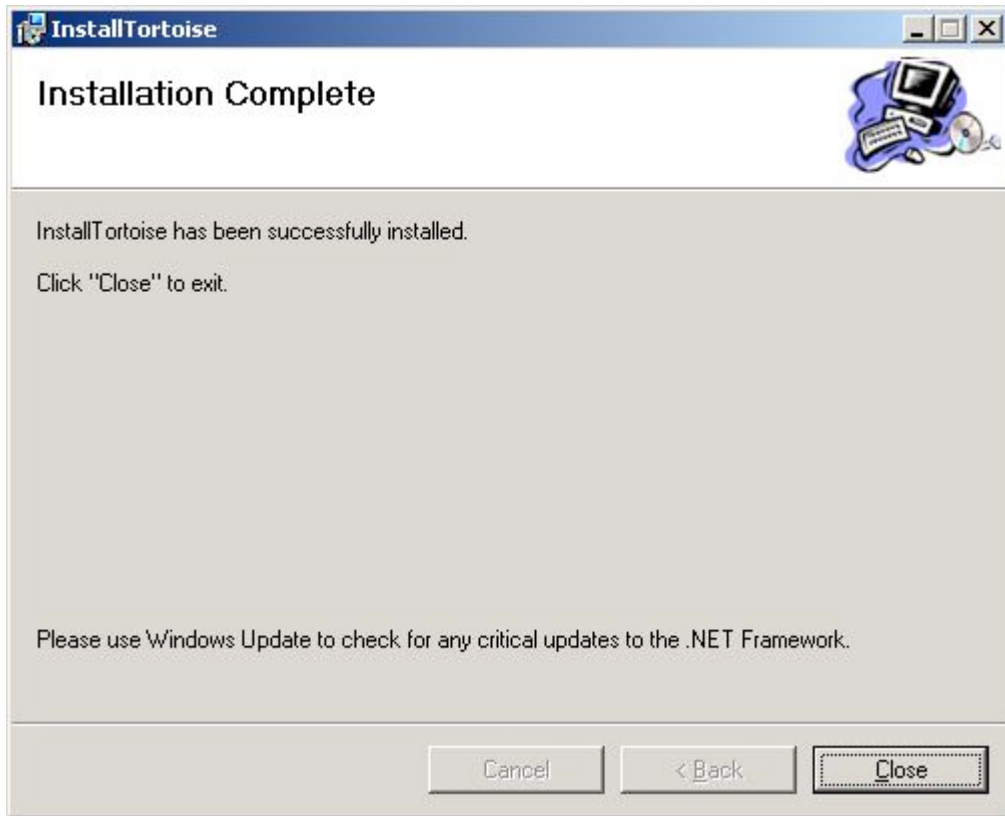 InstallTortoise
Installation Complete
InstallTortoise has been successfully installed.
Click "Close" to exit.
Please use Windows Update to check for any critical updates to the .NET Framework.
Cancel
< Back
Close